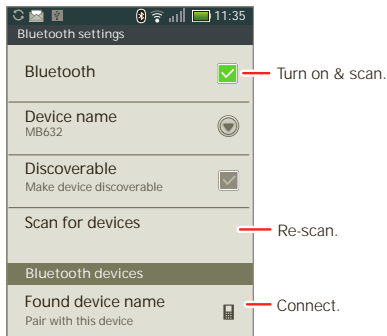 11:35
Bluetooth settings
Bluetooth
Turn on & scan.
Device name
MB632
Discoverable
Make device discoverable
Scan for devices
Re-scan.
Bluetooth devices
Found device name
Connect.
Pair with this device